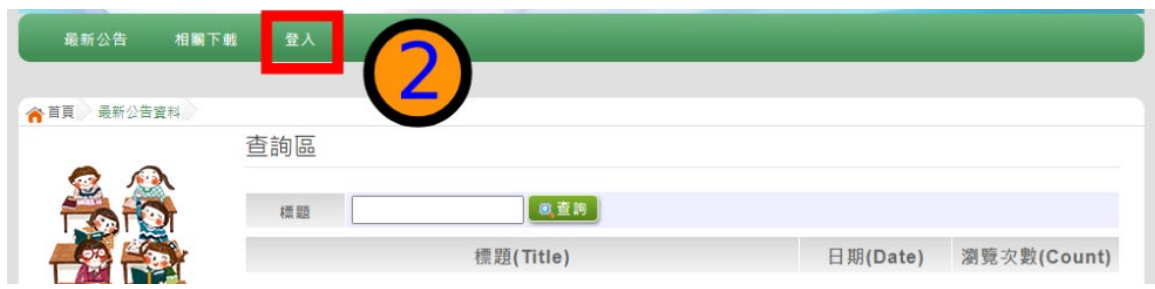 最新公告 相關下載 登入
2
首頁 最新公告資料
查詢區
標題 查詢
標題(Title) 日期(Date) 瀏覽次數(Count)